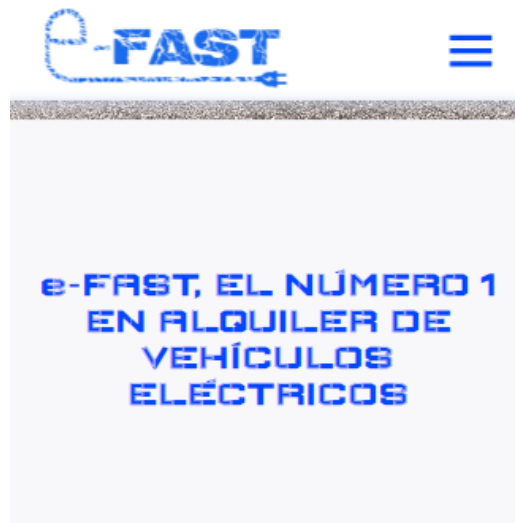 e-FAST
e-FAST, EL NÚMERO 1
EN ALQUILER DE
VEHÍCULOS
ELÉCTRICOS